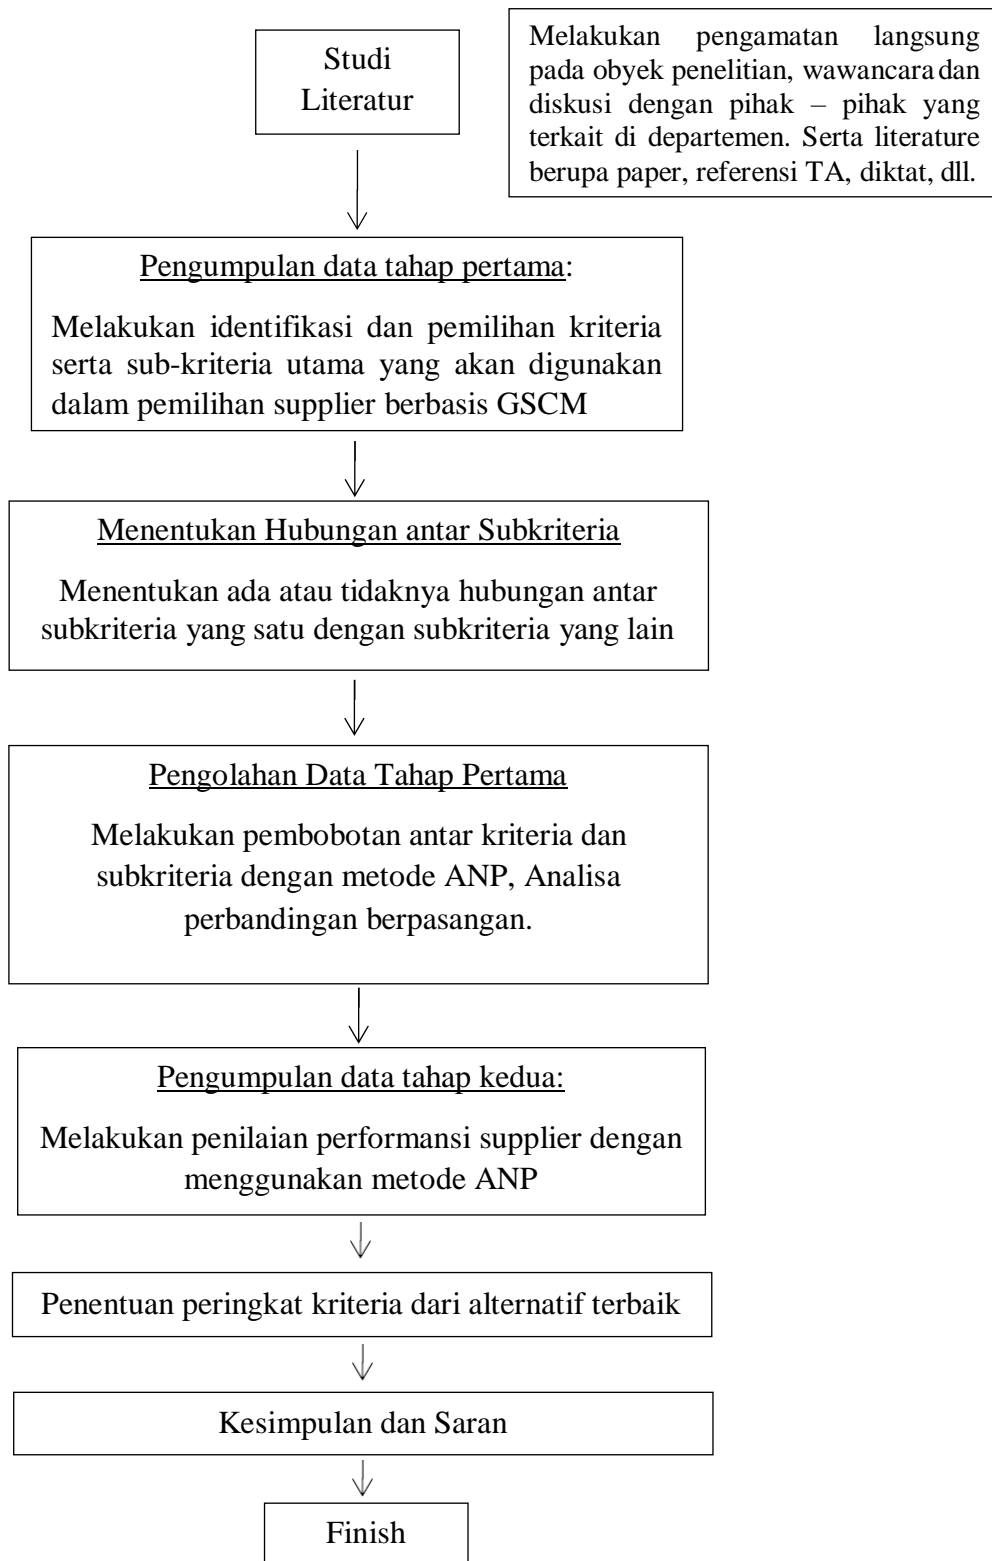 Studi
Literatur
Melakukan pengamatan langsung
pada obyek penelitian, wawancara dan
diskusi dengan pihak – pihak yang
terkait di departemen. Serta literature
berupa paper, referensi TA, diktat, dll.
Pengumpulan data tahap pertama:
Melakukan identifikasi dan pemilihan kriteria
serta sub-kriteria utama yang akan digunakan
dalam pemilihan supplier berbasis GSCM
Menentukan Hubungan antar Subkriteria
Menentukan ada atau tidaknya hubungan antar
subkriteria yang satu dengan subkriteria yang lain
Pengolahan Data Tahap Pertama
Melakukan pembobotan antar kriteria dan
subkriteria dengan metode ANP, Analisa
perbandingan berpasangan.
Pengumpulan data tahap kedua:
Melakukan penilaian performansi supplier dengan
menggunakan metode ANP
Penentuan peringkat kriteria dari alternatif terbaik
Kesimpulan dan Saran
Finish